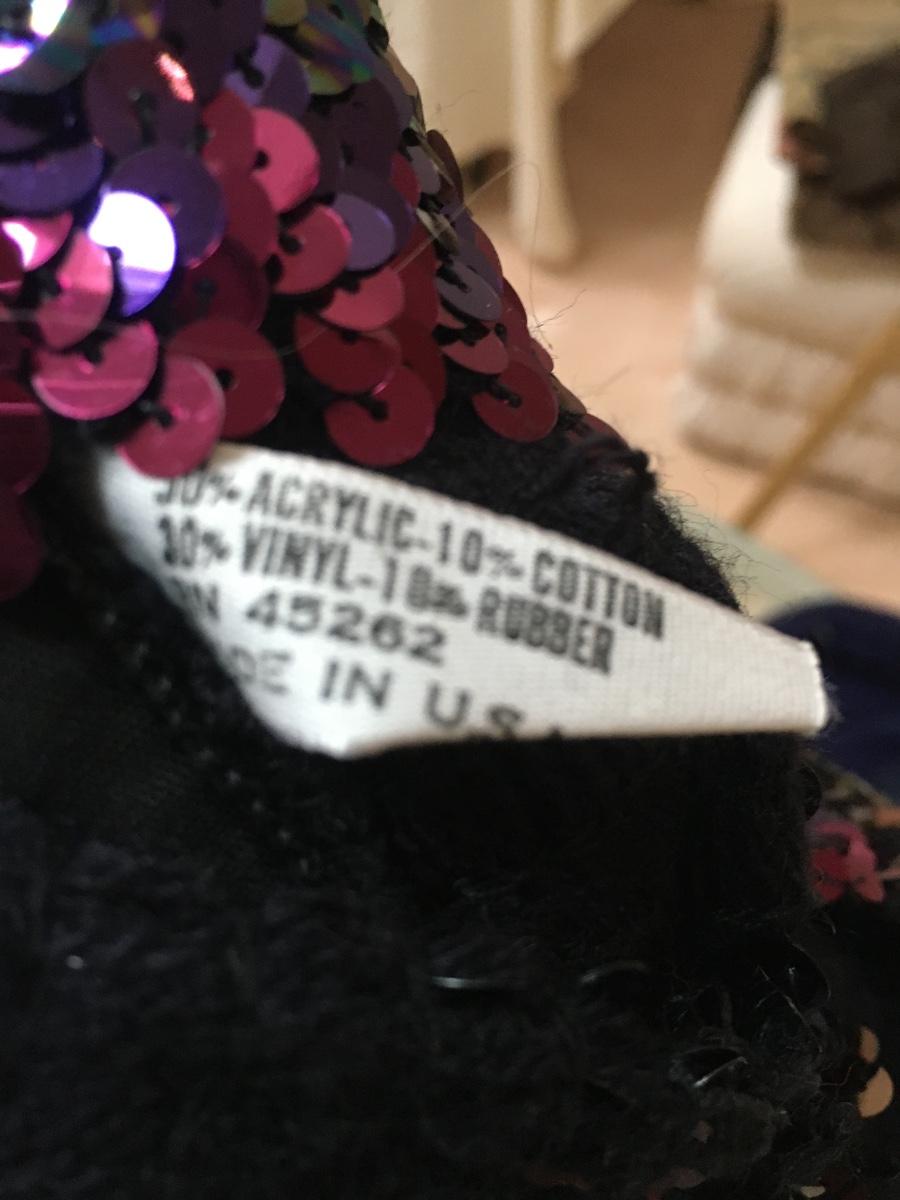 ACRYLIC-10% COTTON
30% VINYL-10% RUBBER
45262
IN U.S.